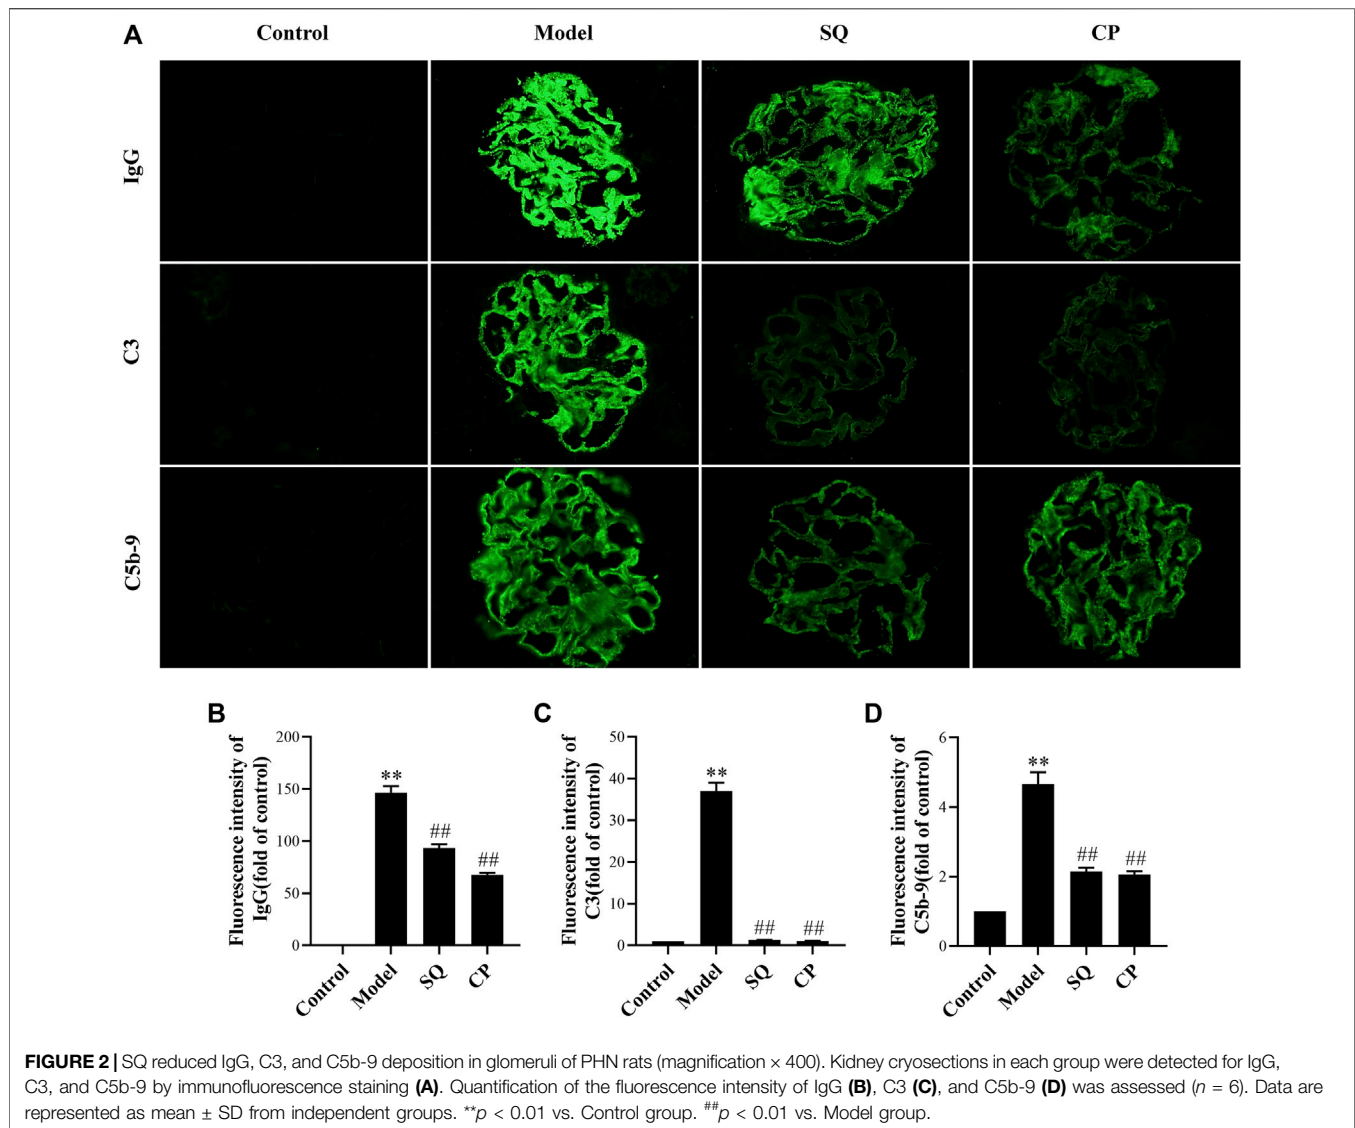 A
Control Model SQ CP
IgG
C3
C5b-9
B
Fluorescence intensity of
IgG(fold of control)
200
150
100
50
0
**
##
##
Control Model SQ CP
C
Fluorescence intensity of
C3(fold of control)
50
40
30
20
10
0
**
##
##
Control Model SQ CP
D
Fluorescence intensity of
C5b-9(fold of control)
6
4
2
0
**
##
##
Control Model SQ CP
FIGURE 2 | SQ reduced IgG, C3, and C5b-9 deposition in glomeruli of PHN rats (magnification × 400). Kidney cryosections in each group were detected for IgG,
C3, and C5b-9 by immunofluorescence staining (A). Quantification of the fluorescence intensity of IgG (B), C3 (C), and C5b-9 (D) was assessed (n = 6). Data are
represented as mean ± SD from independent groups. **p < 0.01 vs. Control group. ##p < 0.01 vs. Model group.